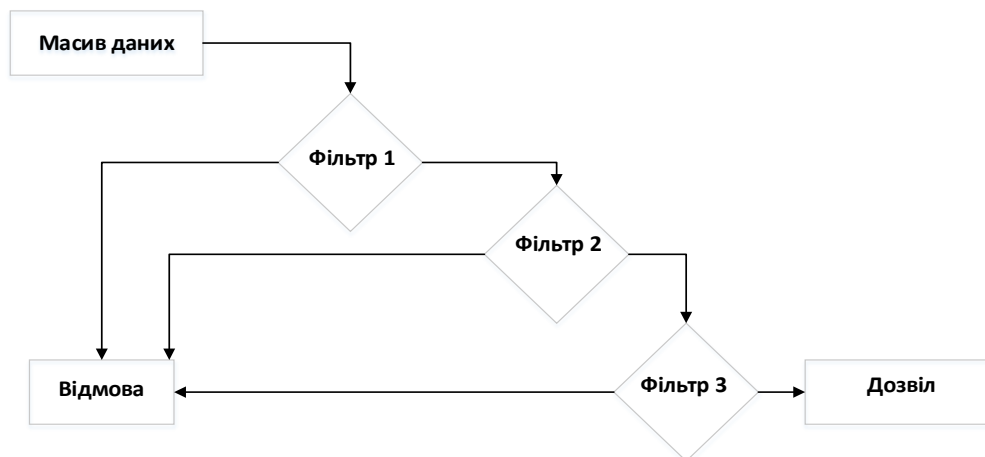 Масив даних
Фільтр 1
Фільтр 2
Фільтр 3
Відмова
Дозвіл